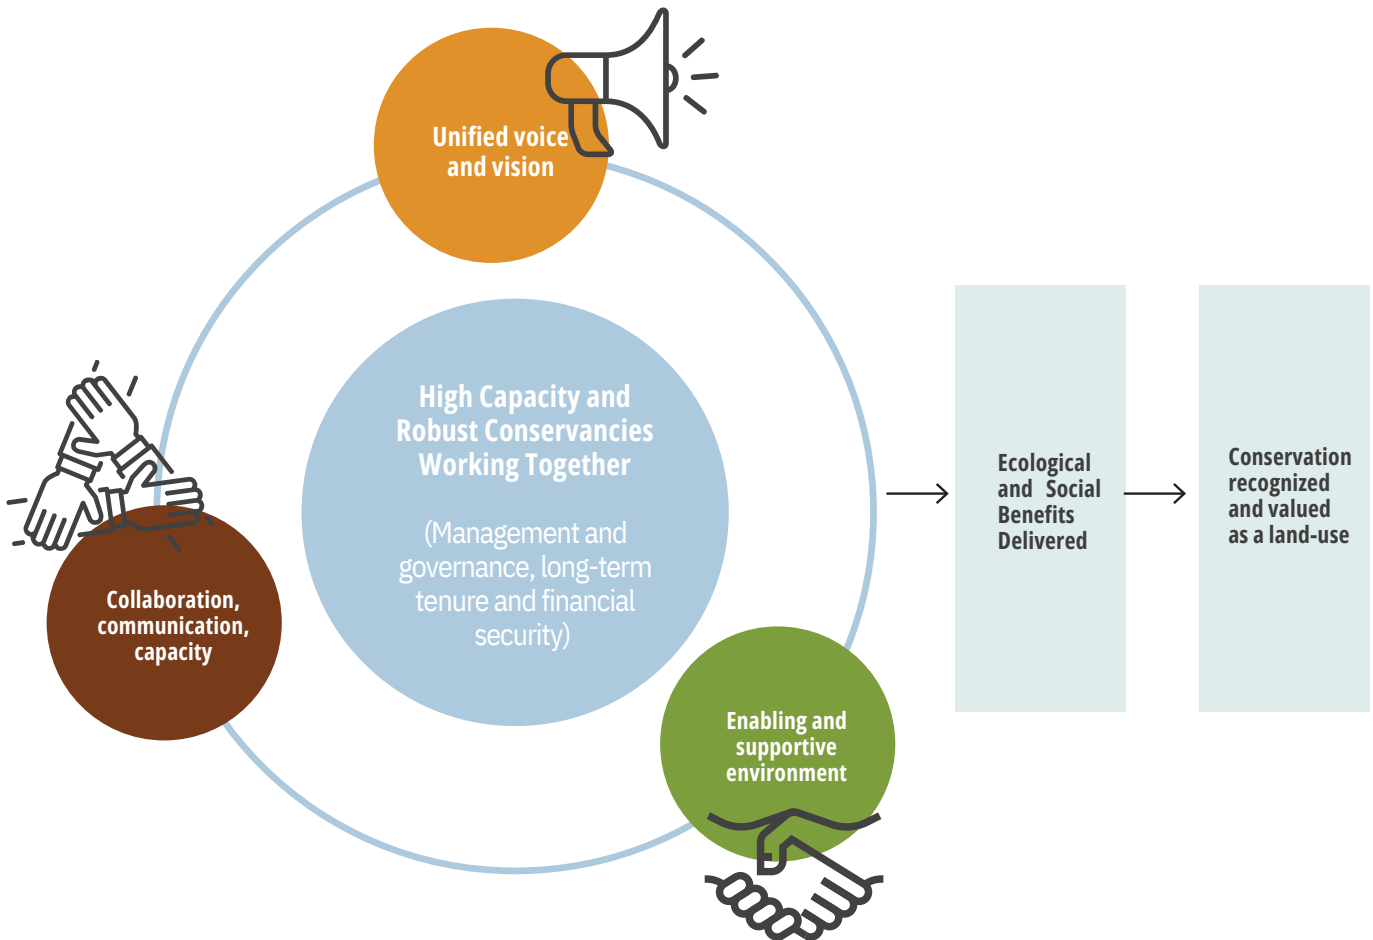 Unified voice
and vision
High Capacity and
Robust Conservancies
Working Together
(Management and
governance, long-term
tenure and financial
security)
Collaboration,
communication,
capacity
Enabling and
supportive
environment
Ecological
and Social
Benefits
Delivered
Conservation
recognized
and valued
as a land-use